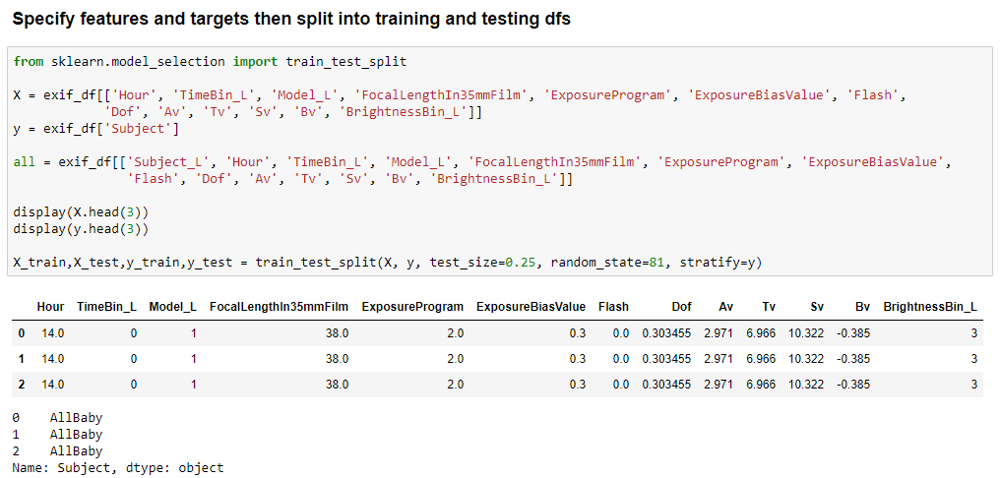 Specify features and targets then split into training and testing dfs
from sklearn.model_selection import train_test_split
X = exif_df[['Hour', 'TimeBin_L', 'Model_L', 'FocalLengthIn35mmFilm', 'ExposureProgram', 'ExposureBiasValue', 'Flash',
'Dof', 'Av', 'Tv', 'Sv', 'Bv', 'BrightnessBin_L']]
y = exif_df['Subject']
all = exif_df[['Subject_L', 'Hour', 'TimeBin_L', 'Model_L', 'FocalLengthIn35mmFilm', 'ExposureProgram', 'ExposureBiasValue',
'Flash', 'Dof', 'Av', 'Tv', 'Sv', 'Bv', 'BrightnessBin_L']]
display(X.head(3))
display(y.head(3))
X_train,X_test,y_train,y_test = train_test_split(X, y, test_size=0.25, random_state=81, stratify=y)
Hour TimeBin_L Model_L FocalLengthIn35mmFilm ExposureProgram ExposureBiasValue Flash Dof Av Tv Sv Bv BrightnessBin_L
0 14.0 0 1 38.0 2.0 0.3 0.0 0.303455 2.971 6.966 10.322 -0.385 3
1 14.0 0 1 38.0 2.0 0.3 0.0 0.303455 2.971 6.966 10.322 -0.385 3
2 14.0 0 1 38.0 2.0 0.3 0.0 0.303455 2.971 6.966 10.322 -0.385 3
0 AllBaby
1 AllBaby
2 AllBaby
Name: Subject, dtype: object